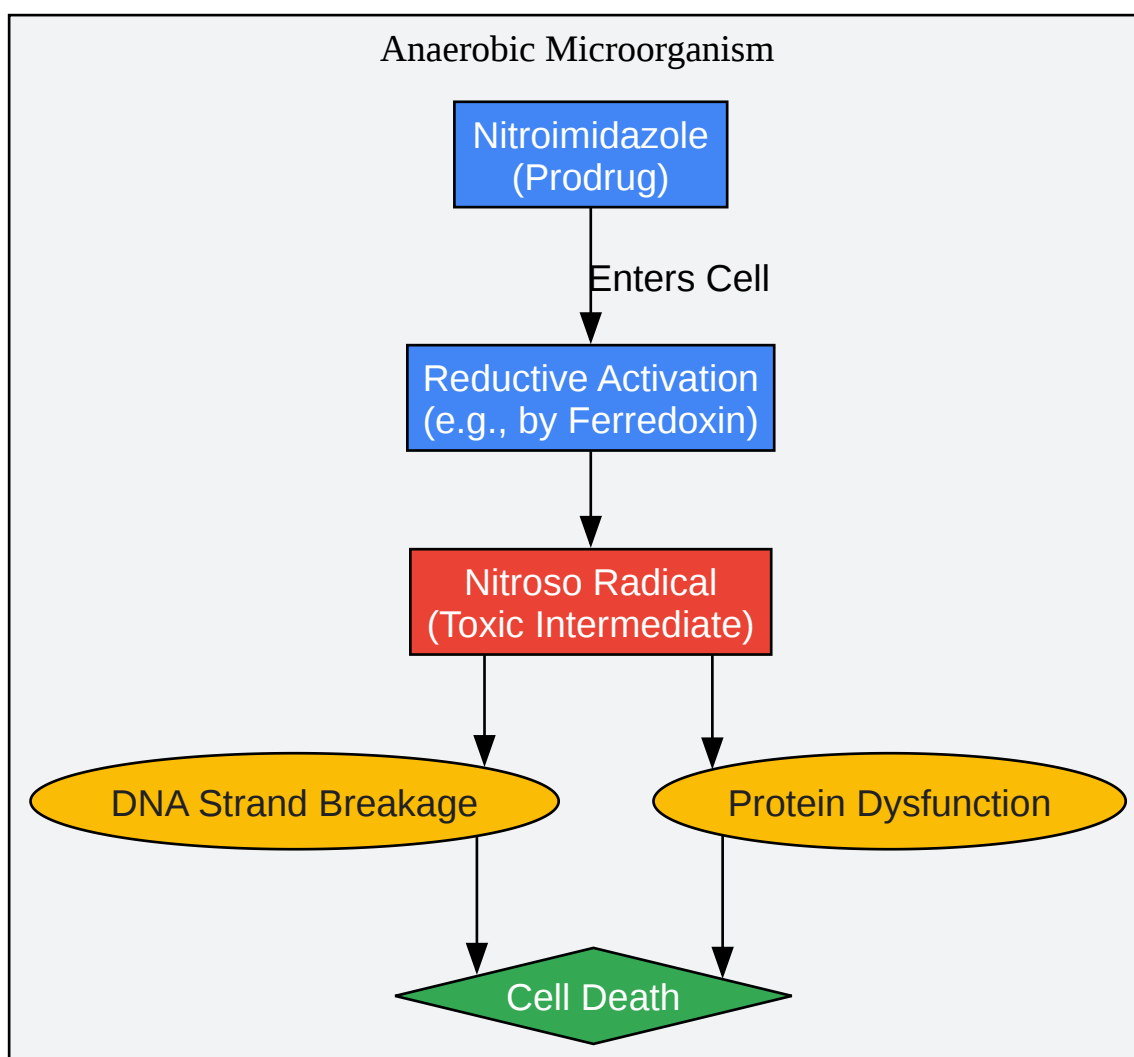 Anaerobic Microorganism
Nitroimidazole
(Prodrug)
Enters Cell
Reductive Activation
(e.g., by Ferredoxin)
Nitroso Radical
(Toxic Intermediate)
DNA Strand Breakage
Protein Dysfunction
Cell Death